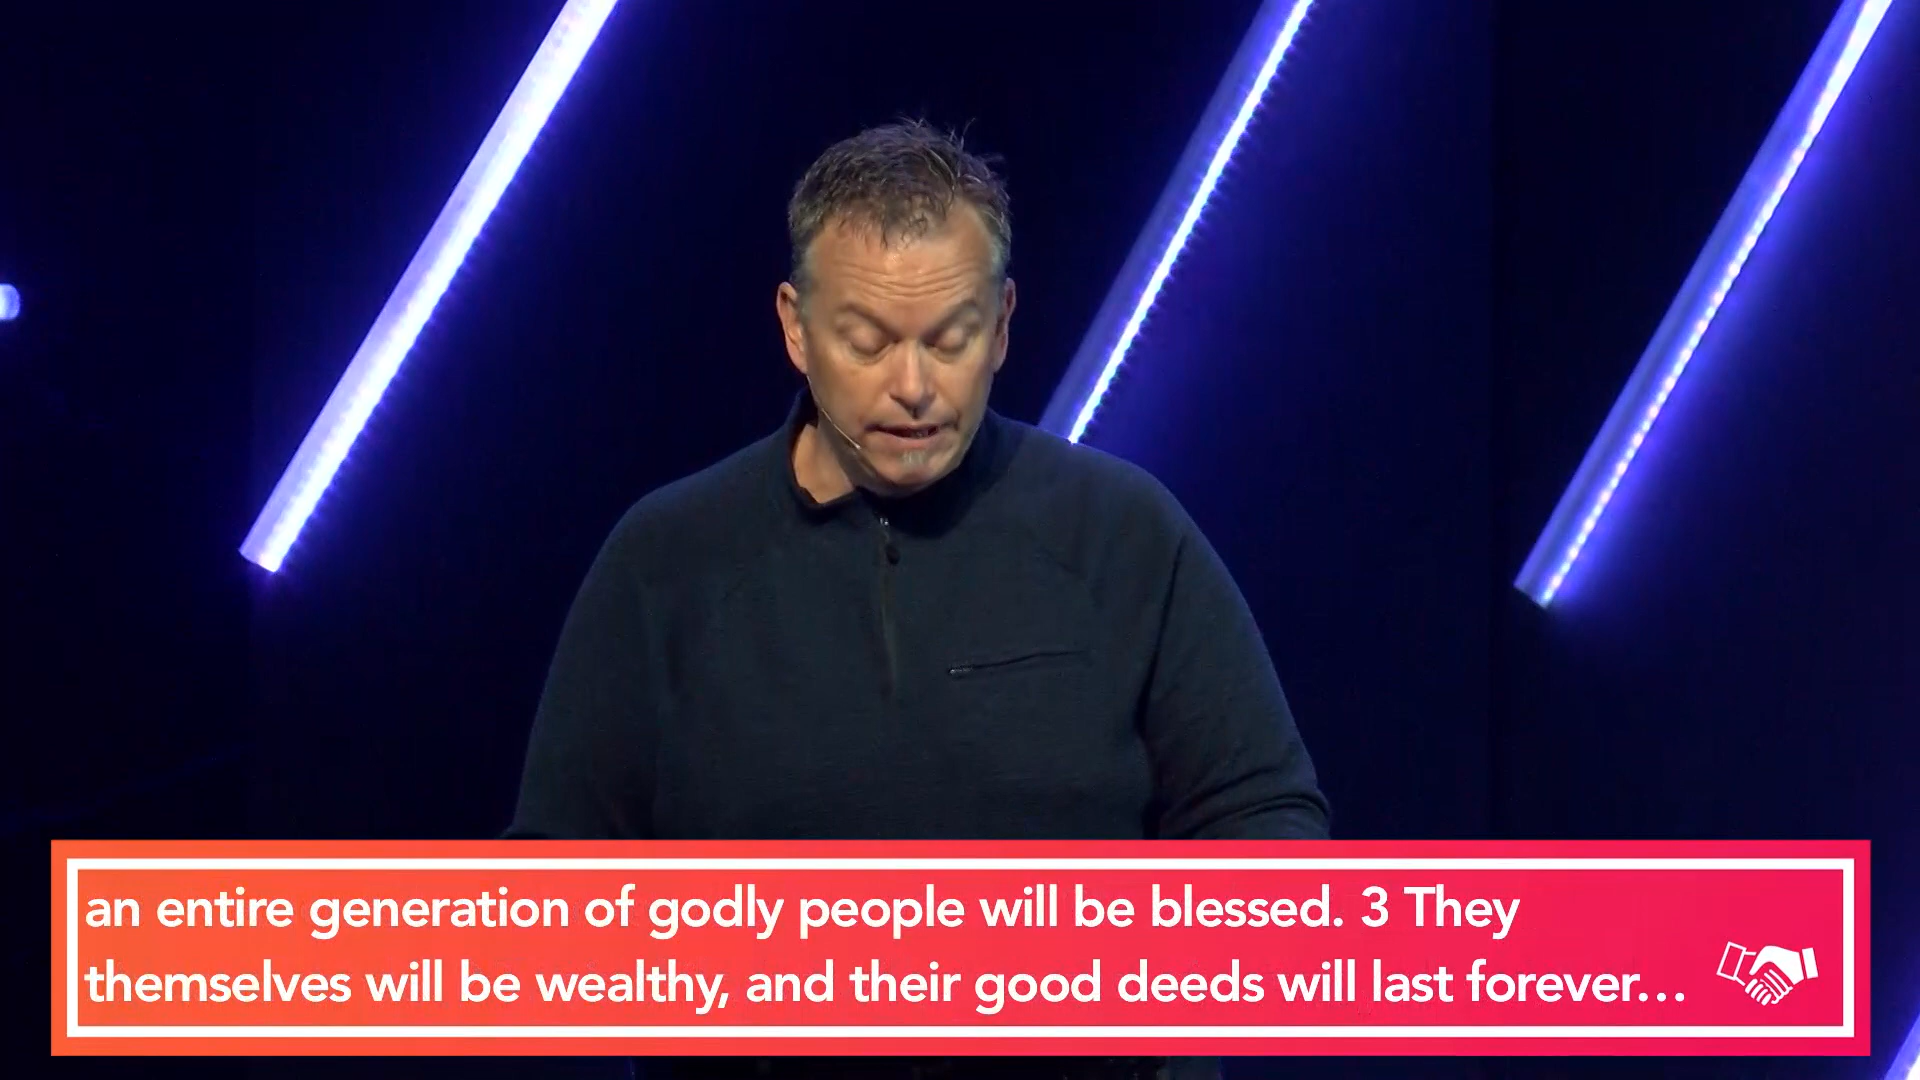 an entire generation of godly people will be blessed. 3 They
themselves will be wealthy, and their good deeds will last forever…